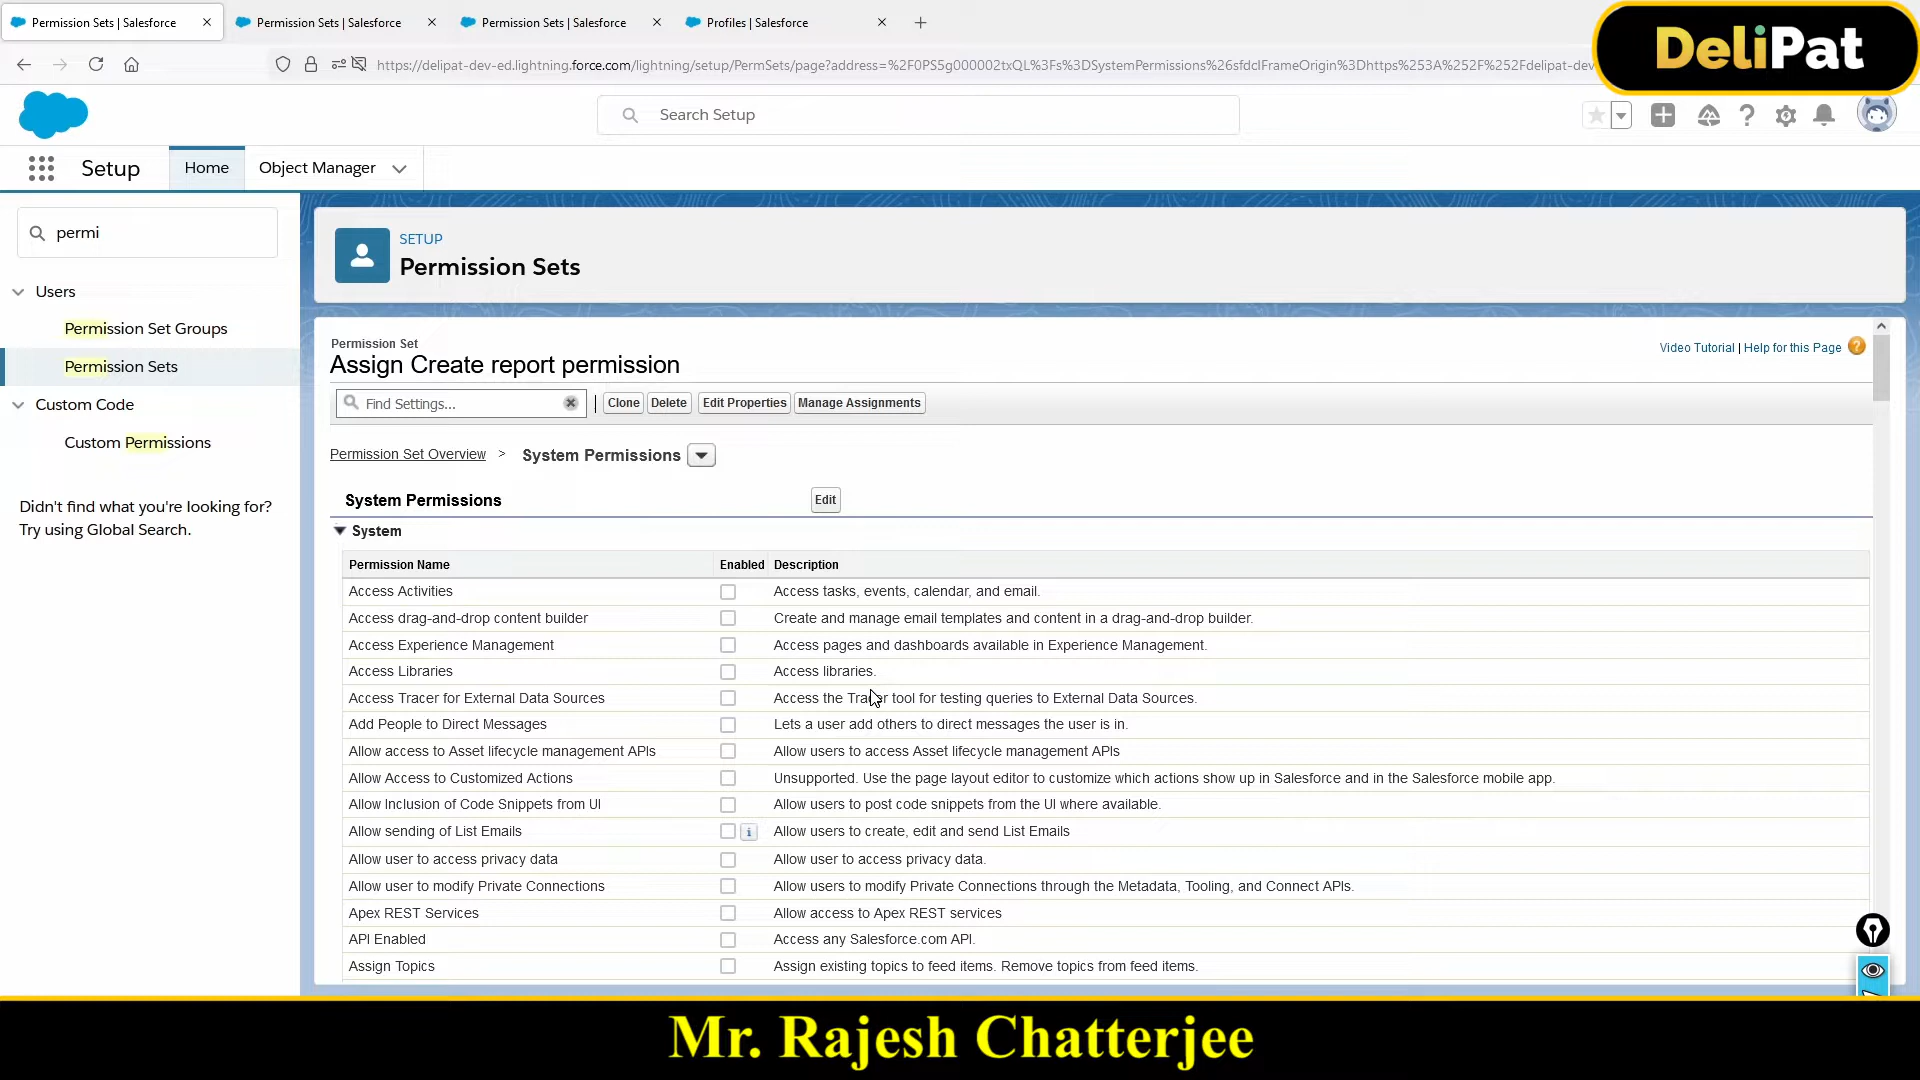 Permission Sets | Salesforce
Permission Sets | Salesforce
Permission Sets | Salesforce
Profiles | Salesforce
https://delipat-dev-ed.lightning.force.com/lightning/setup/PermSets/page?address=%2F0PS5g000002txQL%3Fs%3DSystemPermissions%26sfdcIFrameOrigin%3Dhttps%253A%252F%252Fdelipat-dev
DeliPat
Search Setup
Setup
Home
Object Manager
permi
Users
Permission Set Groups
Permission Sets
Custom Code
Custom Permissions
Didn't find what you're looking for?
Try using Global Search.
SETUP
Permission Sets
Permission Set
Assign Create report permission
Video Tutorial | Help for this Page
Find Settings...
Clone
Delete
Edit Properties
Manage Assignments
Permission Set Overview > System Permissions
System Permissions
Edit
System
Permission Name Enabled Description
Access Activities Access tasks, events, calendar, and email.
Access drag-and-drop content builder Create and manage email templates and content in a drag-and-drop builder.
Access Experience Management Access pages and dashboards available in Experience Management.
Access Libraries Access libraries.
Access Tracer for External Data Sources Access the Tracer tool for testing queries to External Data Sources.
Add People to Direct Messages Lets a user add others to direct messages the user is in.
Allow access to Asset lifecycle management APIs Allow users to access Asset lifecycle management APIs
Allow Access to Customized Actions Unsupported. Use the page layout editor to customize which actions show up in Salesforce and in the Salesforce mobile app.
Allow Inclusion of Code Snippets from UI Allow users to post code snippets from the UI where available.
Allow sending of List Emails i Allow users to create, edit and send List Emails
Allow user to access privacy data Allow user to access privacy data.
Allow user to modify Private Connections Allow users to modify Private Connections through the Metadata, Tooling, and Connect APIs.
Apex REST Services Allow access to Apex REST services
API Enabled Access any Salesforce.com API.
Assign Topics Assign existing topics to feed items. Remove topics from feed items.
Mr. Rajesh Chatterjee